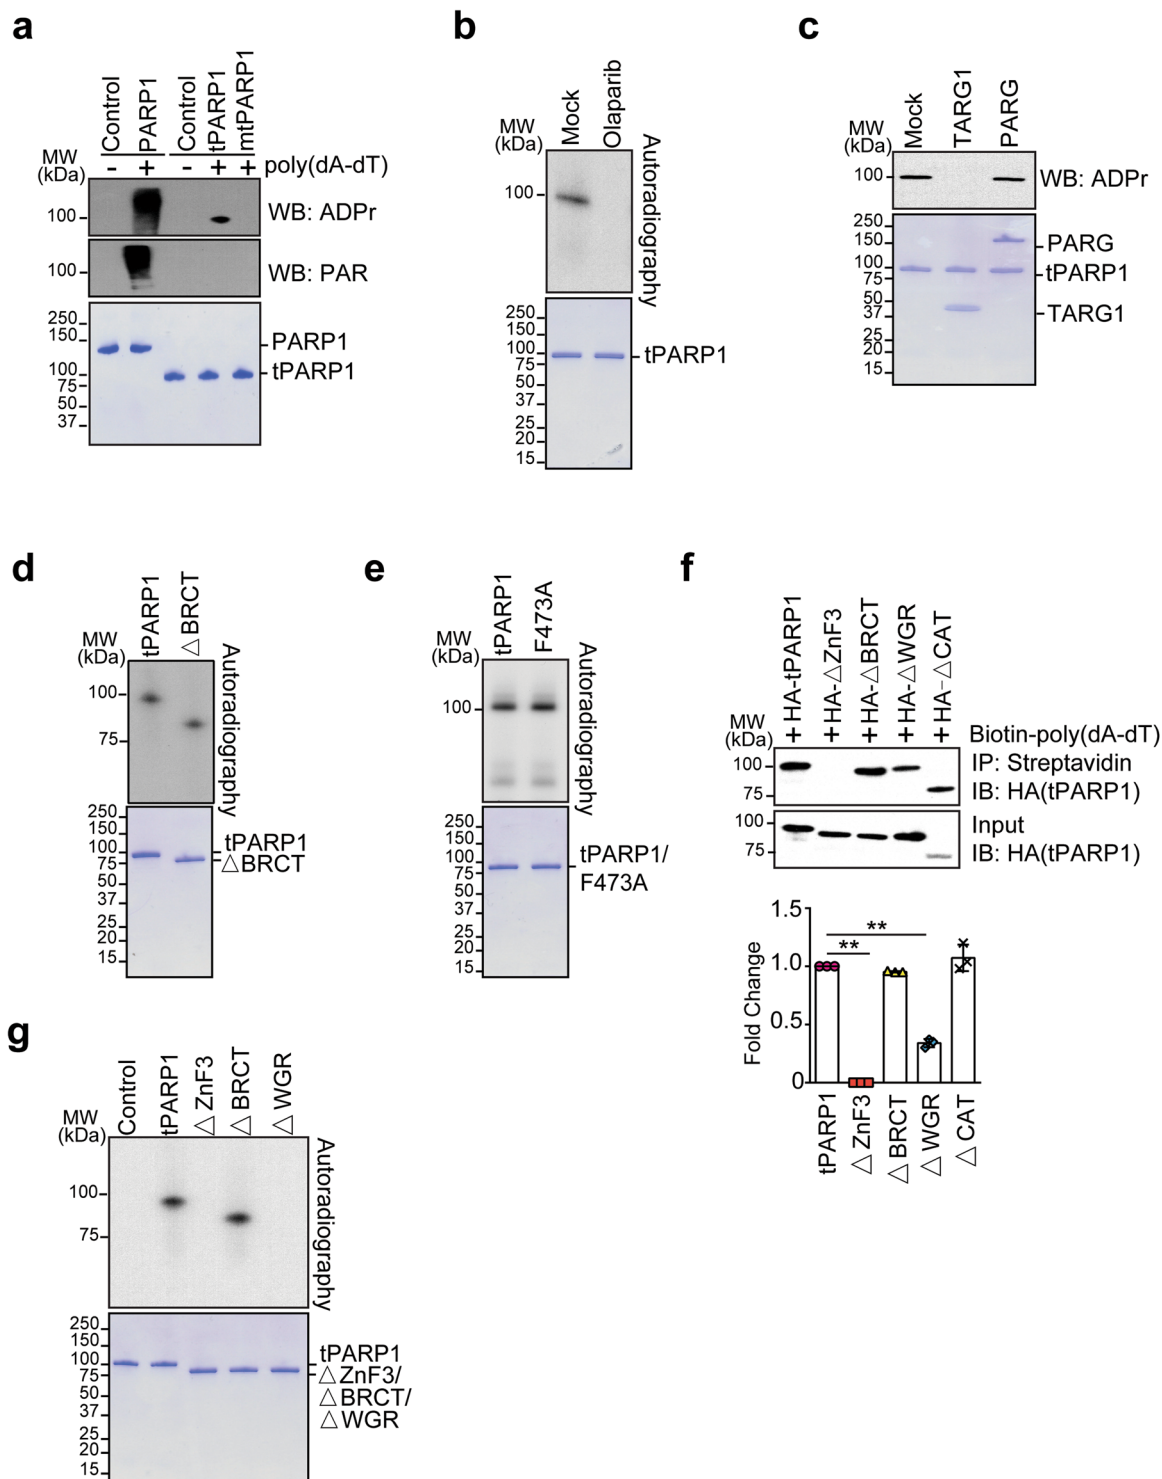 a
Control
PARP1
Control
tPARP1
mtPARP1
MW
(kDa)
- + - + + poly(dA-dT)
100
WB: ADPr
100
WB: PAR
250
150
100
75
50
37
PARP1
tPARP1
b
Mock
Olaparib
MW
(kDa)
100
Autoradiography
250
150
100
75
50
37
25
20
15
tPARP1
c
Mock
TARG1
PARG
MW
(kDa)
100
WB: ADPr
250
150
100
75
50
37
25
20
15
PARG
tPARP1
TARG1
d
tPARP1
△BRCT
MW
(kDa)
100
75
Autoradiography
250
150
100
75
50
37
25
20
15
tPARP1
△BRCT
e
tPARP1
F473A
MW
(kDa)
100
Autoradiography
250
150
100
75
50
37
25
20
15
tPARP1/
F473A
f
HA-tPARP1
HA-△ZnF3
HA-△BRCT
HA-△WGR
HA-△CAT
MW
(kDa)
+ + + + + Biotin-poly(dA-dT)
100
75
IP: Streptavidin
IB: HA(tPARP1)
100
75
Input
IB: HA(tPARP1)
Fold Change
1.5
1.0
0.5
0
**
**
tPARP1
△ZnF3
△BRCT
△WGR
△CAT
g
Control
tPARP1
△ZnF3
△BRCT
△WGR
MW
(kDa)
100
75
Autoradiography
250
150
100
75
50
37
25
20
15
tPARP1
△ZnF3/
△BRCT/
△WGR